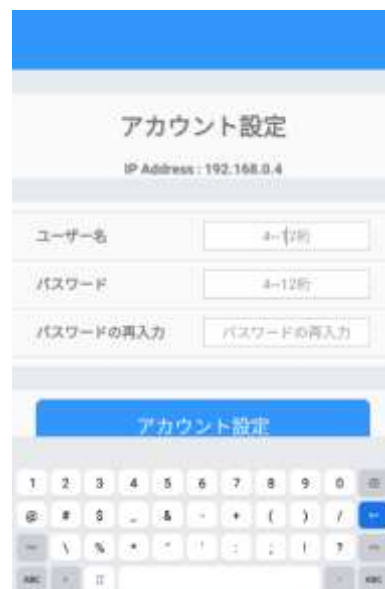 アカウント設定
IP Address : 192.168.0.4
ユーザー名 4~12桁
パスワード 4~12桁
パスワードの再入力 パスワードの再入力
アカウント設定
1 2 3 4 5 6 7 8 9 0
@ # $ _ & - + ( ) /
\ % * " ' : ; ! ?
ABC ABC